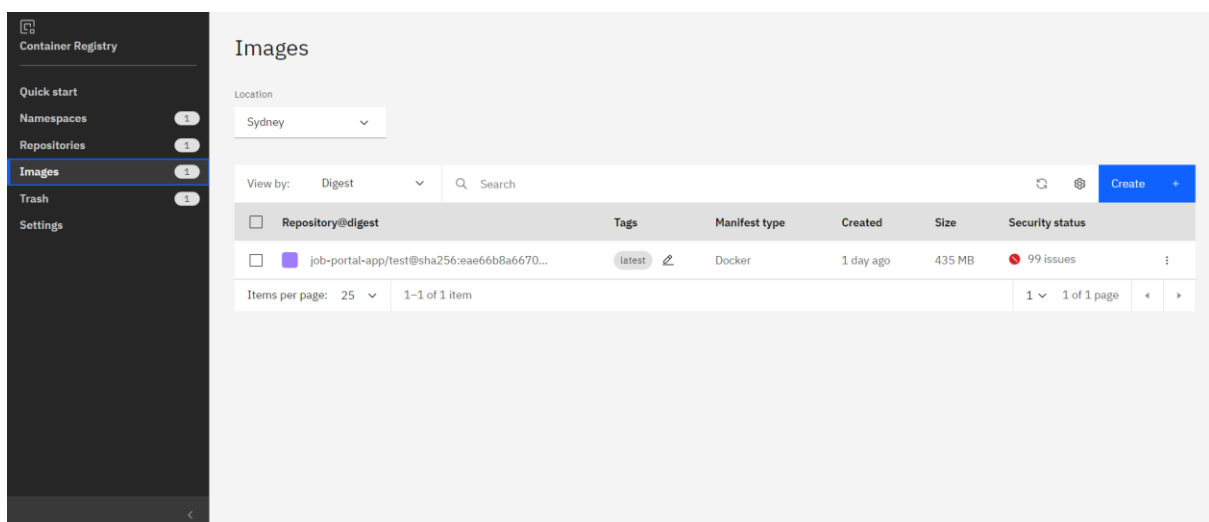 Container Registry
Quick start
Namespaces 1
Repositories 1
Images 1
Trash 1
Settings
Images
Location
Sydney
View by: Digest Search Create +
Repository@digest Tags Manifest type Created Size Security status
job-portal-app/test@sha256:eae66b8a6670... latest Docker 1 day ago 435 MB 99 issues
Items per page: 25 1–1 of 1 item 1 1 of 1 page